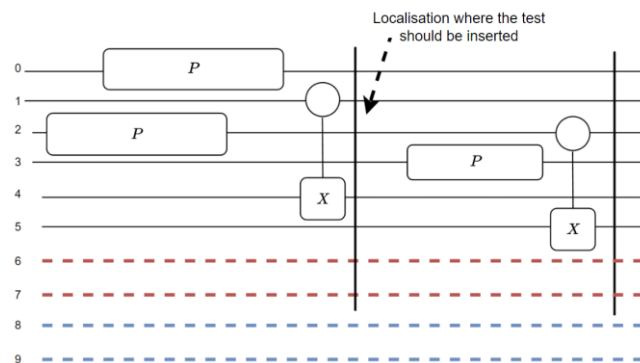 Localisation where the test
should be inserted
0
P
1
2
P
3
P
4
X
5
X
6
7
8
9